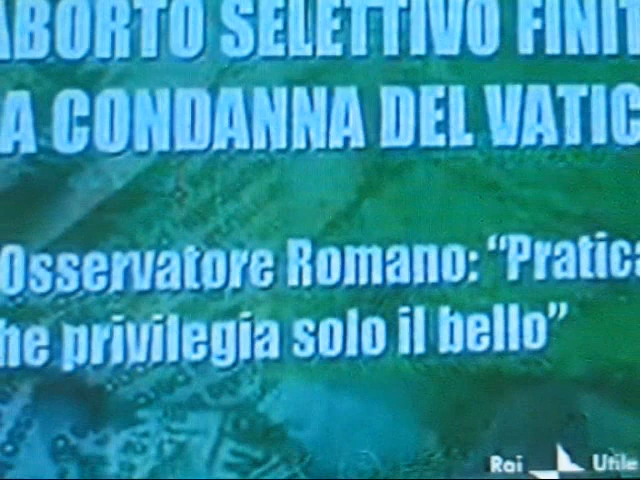 ABORTO SELETTIVO FINIT
A CONDANNA DEL VATIC
Osservatore Romano: "Pratica
he privilegia solo il bello"
Rai Utile